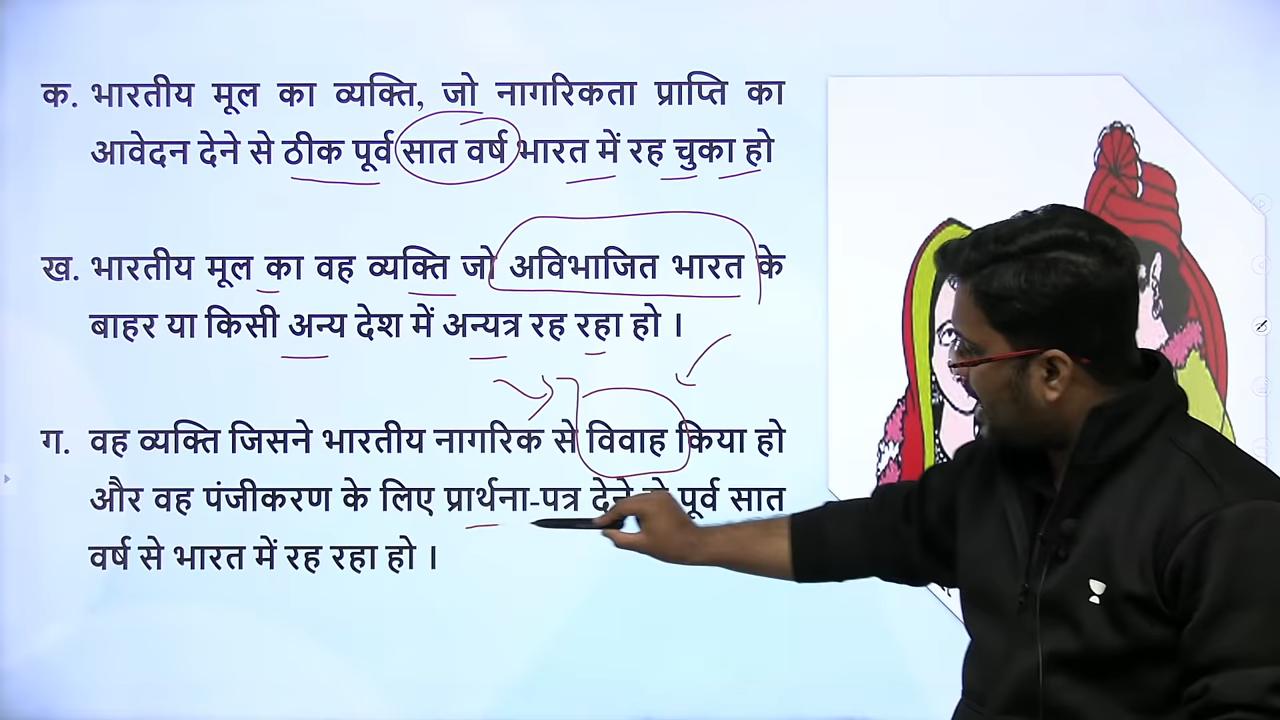 क. भारतीय मूल का व्यक्ति, जो नागरिकता प्राप्ति का
आवेदन देने से ठीक पूर्व सात वर्ष भारत में रह चुका हो
ख. भारतीय मूल का वह व्यक्ति जो अविभाजित भारत के
बाहर या किसी अन्य देश में अन्यत्र रह रहा हो ।
ग. वह व्यक्ति जिसने भारतीय नागरिक से विवाह किया हो
और वह पंजीकरण के लिए प्रार्थना-पत्र देने से पूर्व सात
वर्ष से भारत में रह रहा हो ।